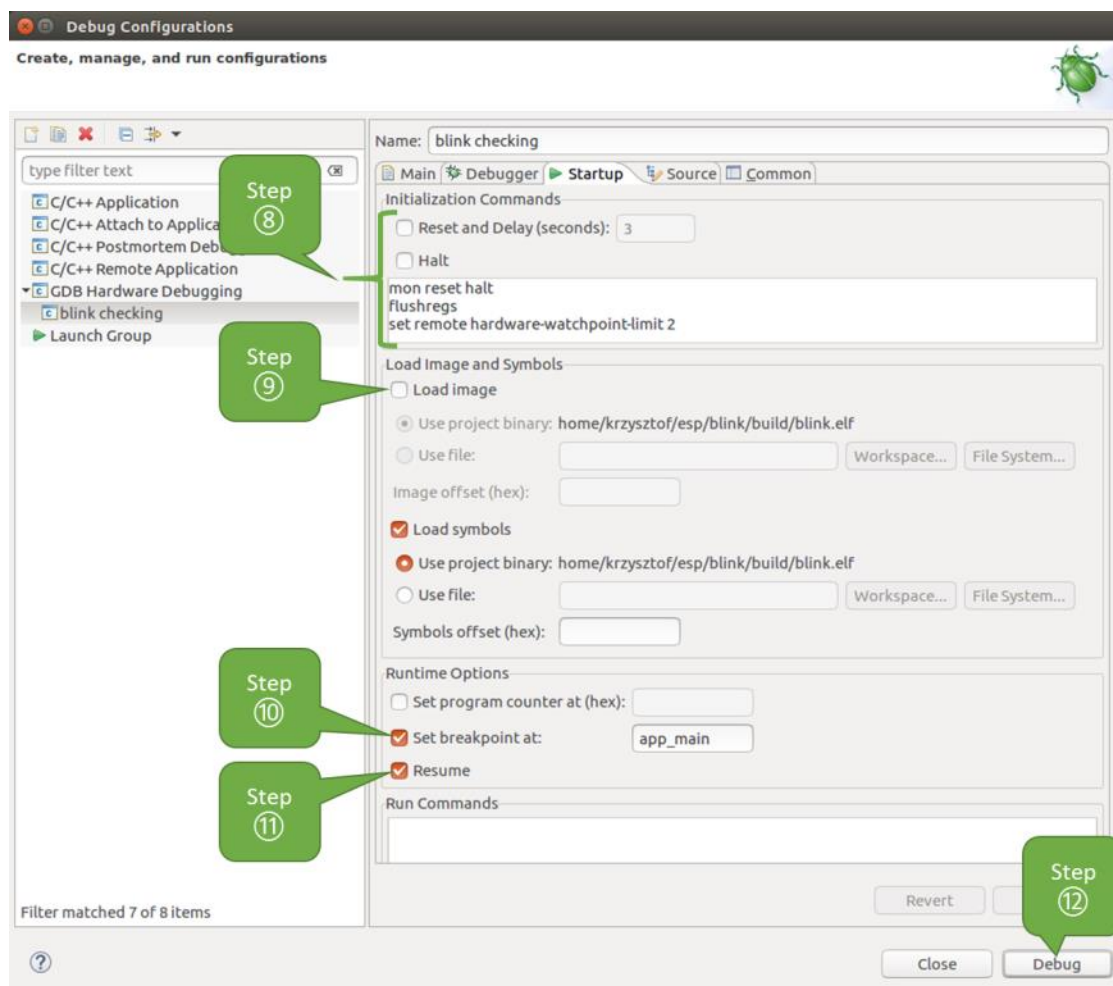 Debug Configurations
Create, manage, and run configurations
type filter text
C/C++ Application
C/C++ Attach to Applica
C/C++ Postmortem Debu
C/C++ Remote Application
GDB Hardware Debugging
blink checking
Launch Group
Filter matched 7 of 8 items
Step
⑧
Step
⑨
Step
⑩
Step
⑪
Name: blink checking
Main Debugger Startup Source Common
Initialization Commands
Reset and Delay (seconds): 3
Halt
mon reset halt
flushregs
set remote hardware-watchpoint-limit 2
Load Image and Symbols
Load image
Use project binary: home/krzysztof/esp/blink/build/blink.elf
Use file: Workspace... File System...
Image offset (hex):
Load symbols
Use project binary: home/krzysztof/esp/blink/build/blink.elf
Use file: Workspace... File System...
Symbols offset (hex):
Runtime Options
Set program counter at (hex):
Set breakpoint at: app_main
Resume
Run Commands
Step
⑫
Revert
Close Debug